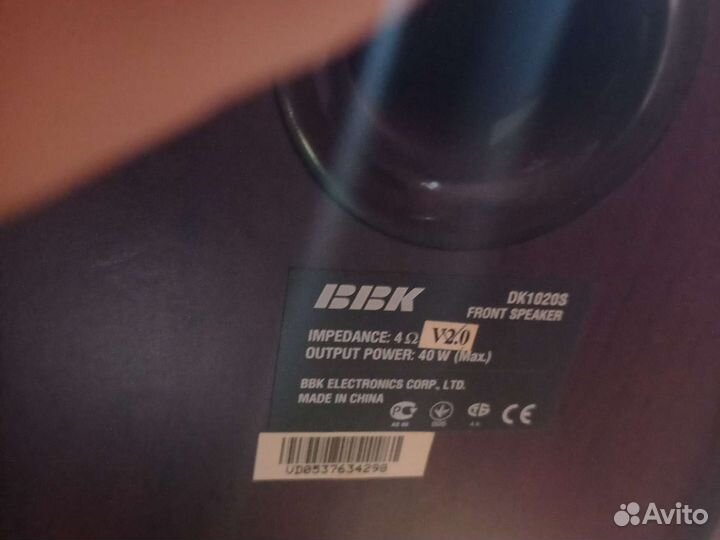 BBK
DK1020S
FRONT SPEAKER
IMPEDANCE: 4 Ω V2.0
OUTPUT POWER: 40 W (Max.)
BBK ELECTRONICS CORP., LTD.
MADE IN CHINA
CE
VD0537634298
Avito